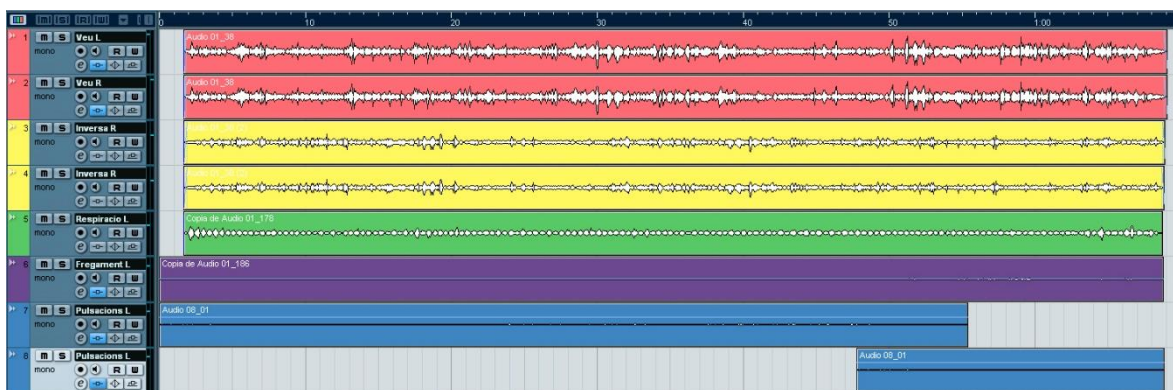 [m] [S] [R] [W]
10 20 30 40 50 1:00
1 m S Veu L
mono R W
e
Audio 01_38
2 m S Veu R
mono R W
e
Audio 01_38
3 m S Inversa R
mono R W
e
4 m S Inversa R
mono R W
e
5 m S Respiracio L
mono R W
e
Copia de Audio 01_178
6 m S Fregament L
mono R W
e
Copia de Audio 01_186
7 m S Pulsacions L
mono R W
e
Audio 08_01
8 m S Pulsacions L
mono R W
e
Audio 08_01